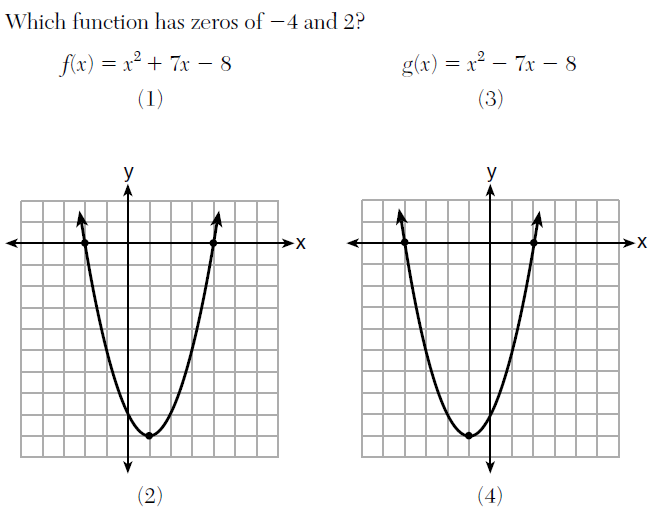 Which function has zeros of −4 and 2?
f(x) = x² + 7x − 8
g(x) = x² − 7x − 8
(1)
(3)
y
y
x
x
(2)
(4)